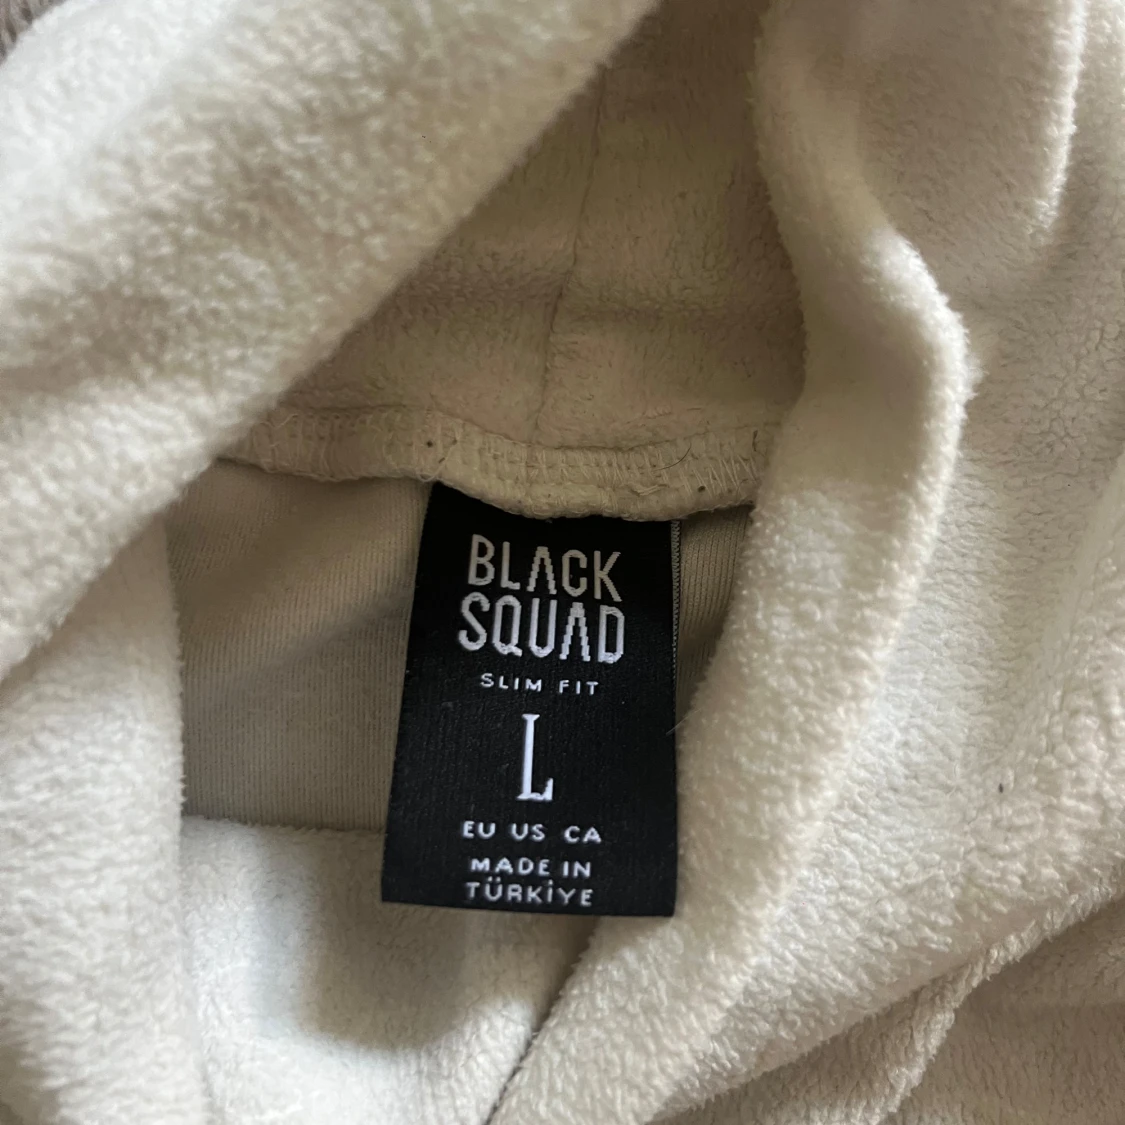 BLACK
SQUAD
SLIM FIT
L
EU US CA
MADE IN
TÜRKİYE